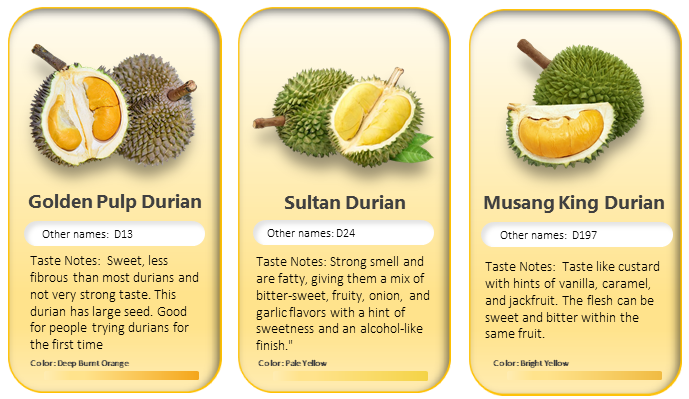 Golden Pulp Durian
Other names:  D13
Taste Notes:  Sweet, less
fibrous than most durians and
not very strong taste. This
durian has large seed. Good
for people trying durians for
the first time
Color: Deep Burnt Orange
Sultan Durian
Other names: D24
Taste Notes: Strong smell and
are fatty, giving them a mix of
bitter-sweet, fruity, onion,  and
garlic flavors with a hint of
sweetness and an alcohol-like
finish."
Color: Pale Yellow
Musang King Durian
Other names:  D197
Taste Notes:  Taste like custard
with hints of vanilla, caramel,
and jackfruit. The flesh can be
sweet and bitter within the
same fruit.
Color: Bright Yellow